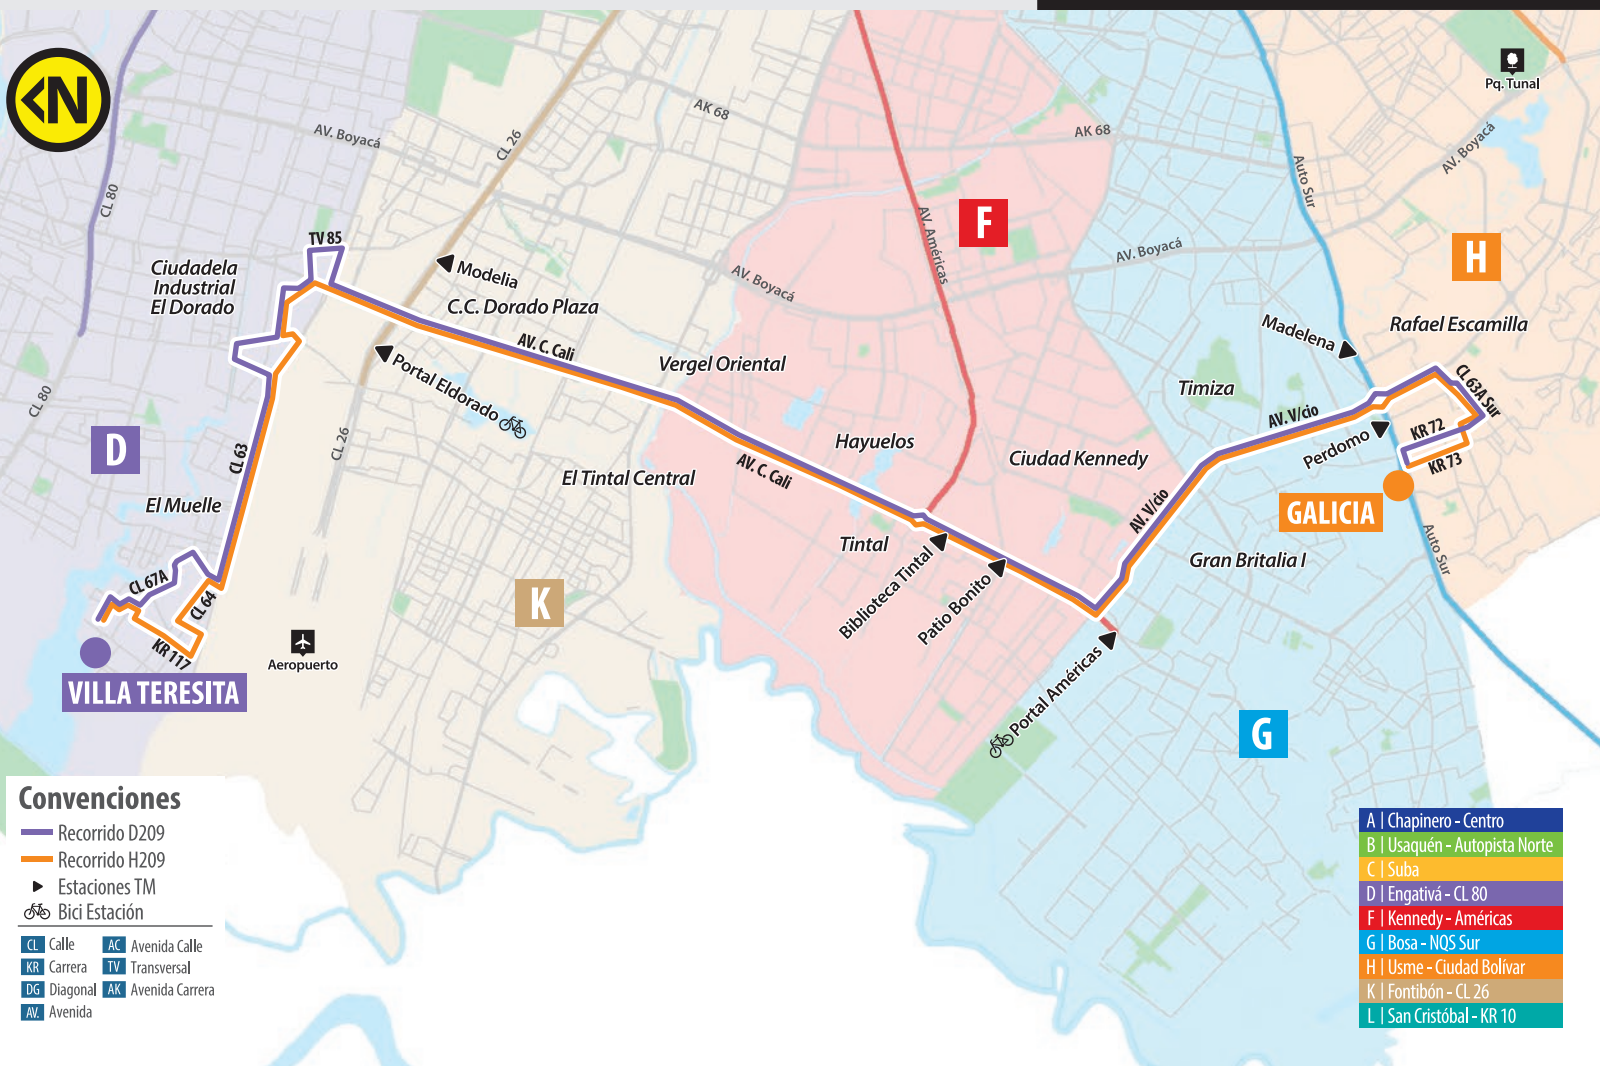 N
Pq. Tunal
AK 68
AV. Boyacá
CL 26
AK 68
AV. Boyacá
Auto Sur
CL 80
TV 85
F
AV. Américas
H
AV. Boyacá
AV. Boyacá
Ciudadela
Industrial
El Dorado
Modelia
C.C. Dorado Plaza
Madelena
Rafael Escamilla
AV. C. Cali
Vergel Oriental
Portal Eldorado
Timiza
CL 63A Sur
CL 80
AV. V/cio
KR 72
D
CL 63
CL 26
Hayuelos
Ciudad Kennedy
Perdomo
KR 73
El Tintal Central
AV. C. Cali
AV. V/cio
GALICIA
El Muelle
Tintal
Biblioteca Tintal
Patio Bonito
Gran Britalia I
Auto Sur
CL 67A
CL 64
K
KR 117
Aeropuerto
Portal Américas
VILLA TERESITA
G
Convenciones
Recorrido D209
Recorrido H209
Estaciones TM
Bici Estación
CL Calle
AC Avenida Calle
KR Carrera
TV Transversal
DG Diagonal
AK Avenida Carrera
AV. Avenida
A | Chapinero - Centro
B | Usaquén - Autopista Norte
C | Suba
D | Engativá - CL 80
F | Kennedy - Américas
G | Bosa - NQS Sur
H | Usme - Ciudad Bolívar
K | Fontibón - CL 26
L | San Cristóbal - KR 10